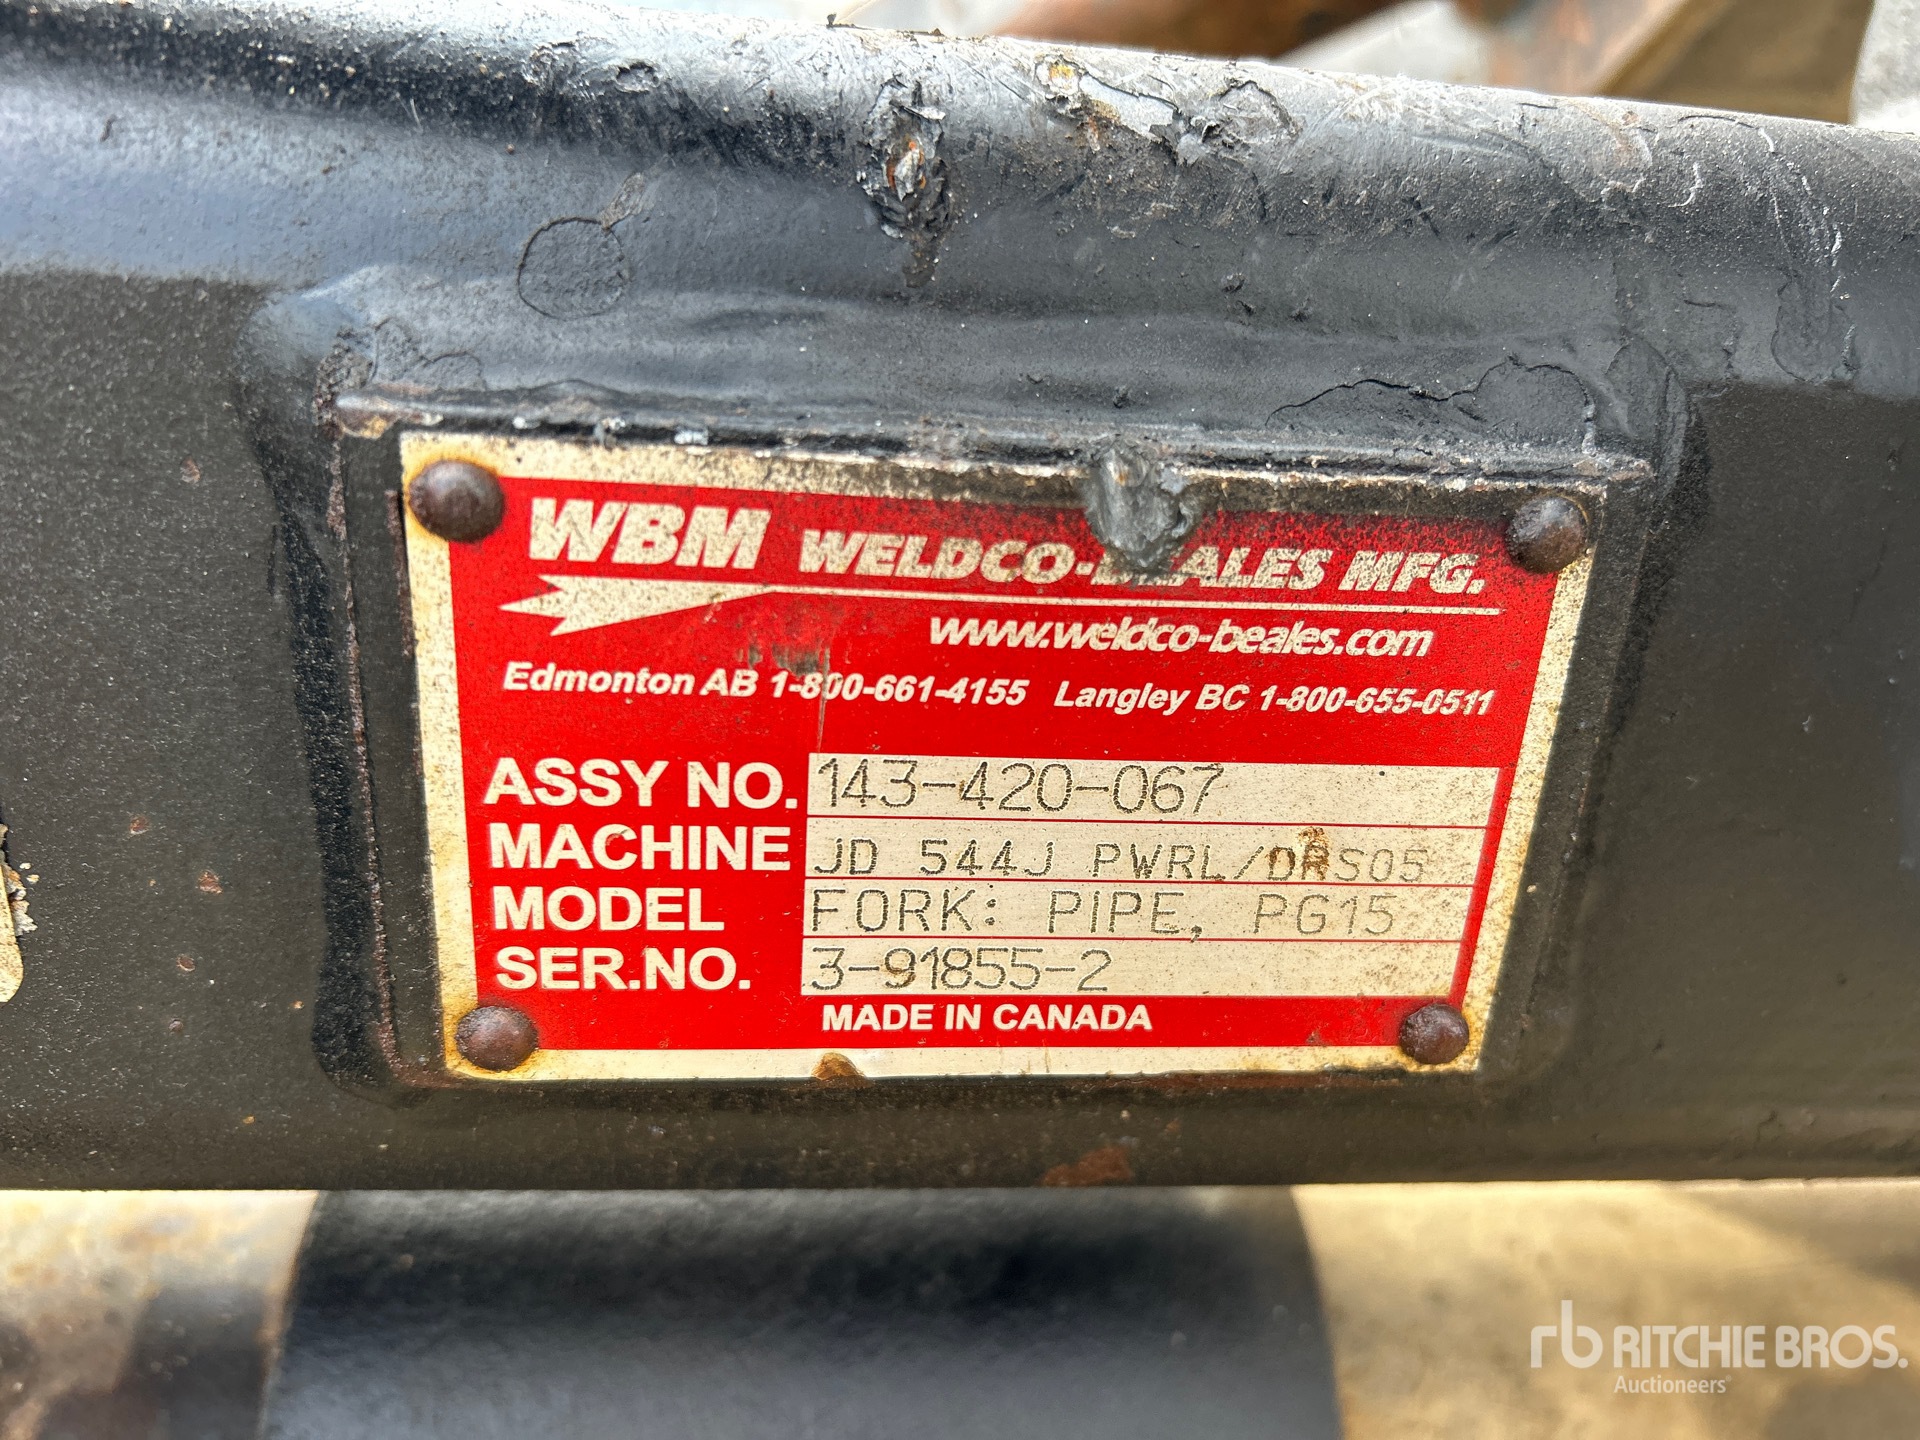 WBM WELDCO-BEALES MFG.
www.weldco-beales.com
Edmonton AB 1-800-661-4155 Langley BC 1-800-655-0511
ASSY NO. 143-420-067
MACHINE JD 544J PWRL/DRS05
MODEL FORK: PIPE, PG15
SER.NO. 3-91855-2
MADE IN CANADA
rb RITCHIE BROS.
Auctioneers